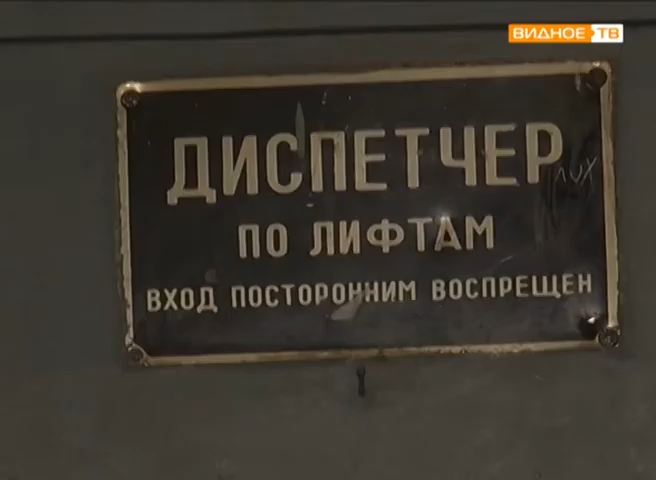 ВИДНОЕ ТВ
ДИСПЕТЧЕР
ПО ЛИФТАМ
ВХОД ПОСТОРОННИМ ВОСПРЕЩЕН